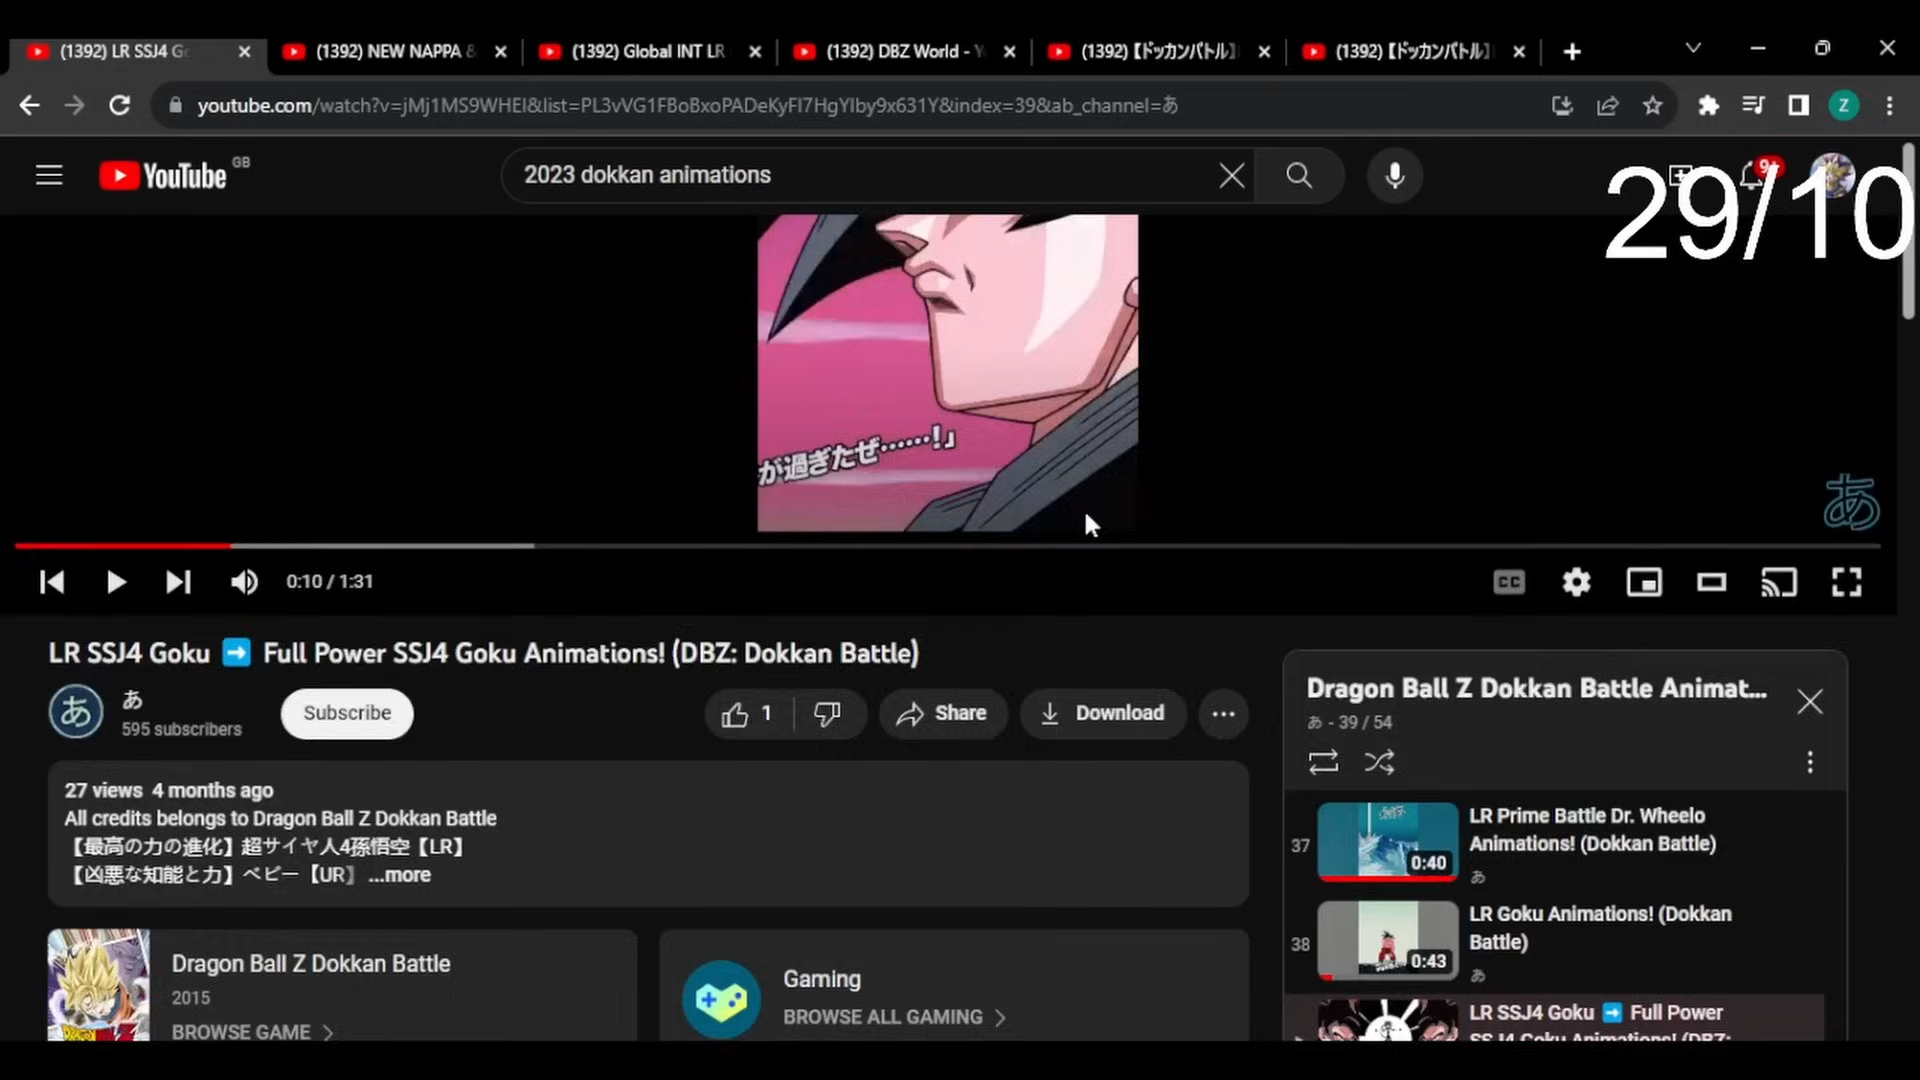 (1392) LR SSJ4 G
(1392) NEW NAPPA &
(1392) Global INT LR
(1392) DBZ World - Y
(1392)【ドッカンバトル】
(1392)【ドッカンバトル】
youtube.com/watch?v=jMj1MS9WHEI&list=PL3vVG1FBoBxoPADeKyFI7HgYIby9x631Y&index=39&ab_channel=あ
Z
YouTube GB
2023 dokkan animations
9+
29/10
が過ぎたぜ……!」
あ
0:10 / 1:31
CC
LR SSJ4 Goku ➡ Full Power SSJ4 Goku Animations! (DBZ: Dokkan Battle)
あ
あ
595 subscribers
Subscribe
1
Share
Download
27 views 4 months ago
All credits belongs to Dragon Ball Z Dokkan Battle
【最高の力の進化】超サイヤ人4孫悟空【LR】
【凶悪な知能と力】ベビー【UR】 ...more
Dragon Ball Z Dokkan Battle
2015
BROWSE GAME
Gaming
BROWSE ALL GAMING
Dragon Ball Z Dokkan Battle Animat...
あ - 39 / 54
37
0:40
LR Prime Battle Dr. Wheelo
Animations! (Dokkan Battle)
あ
38
0:43
LR Goku Animations! (Dokkan
Battle)
あ
LR SSJ4 Goku ➡ Full Power
SSJ4 Goku Animations! (DBZ: